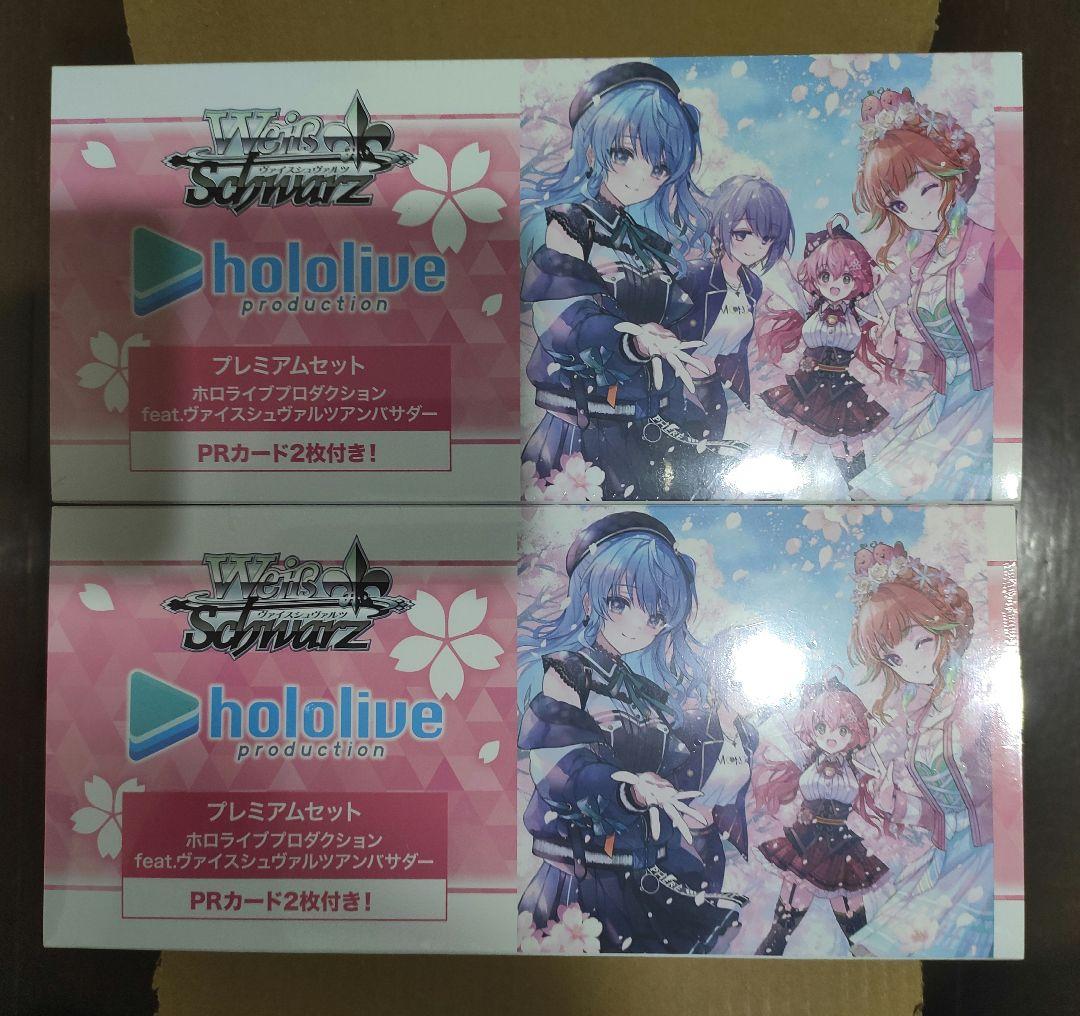 Weiß
ヴァイスシュヴァルツ
Schwarz
hololive
production
プレミアムセット
ホロライブプロダクション
feat.ヴァイスシュヴァルツアンバサダー
PRカード2枚付き！
Weiß
ヴァイスシュヴァルツ
Schwarz
hololive
production
プレミアムセット
ホロライブプロダクション
feat.ヴァイスシュヴァルツアンバサダー
PRカード2枚付き！